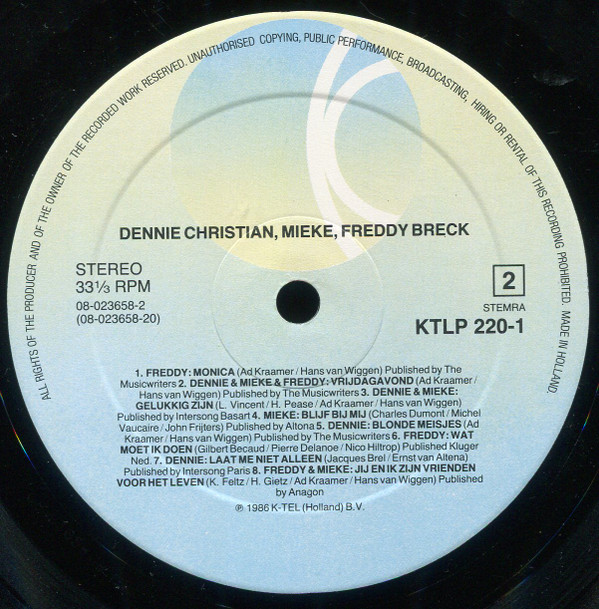 ALL RIGHTS OF THE PRODUCER AND OF THE OWNER OF THE RECORDED WORK RESERVED. UNAUTHORISED COPYING, PUBLIC PERFORMANCE, BROADCASTING, HIRING OR RENTAL OF THIS RECORDING PROHIBITED. MADE IN HOLLAND.
DENNIE CHRISTIAN, MIEKE, FREDDY BRECK
STEREO
33⅓ RPM
08-023658-2
(08-023658-20)
2
STEMRA
KTLP 220-1
1. FREDDY: MONICA (Ad Kraamer / Hans van Wiggen) Published by The
Musicwriters 2. DENNIE & MIEKE & FREDDY: VRIJDAGAVOND (Ad Kraamer /
Hans van Wiggen) Published by The Musicwriters 3. DENNIE & MIEKE:
GELUKKIG ZIJN (L. Vincent / H. Pease / Ad Kraamer / Hans van Wiggen)
Published by Intersong Basart 4. MIEKE: BLIJF BIJ MIJ (Charles Dumont / Michel
Vaucaire / John Frijters) Published by Altona 5. DENNIE: BLONDE MEISJES (Ad
Kraamer / Hans van Wiggen) Published by The Musicwriters 6. FREDDY: WAT
MOET IK DOEN (Gilbert Becaud / Pierre Delanoe / Nico Hiltrop) Published Kluger
Ned. 7. DENNIE: LAAT ME NIET ALLEEN (Jacques Brel / Ernst van Altena)
Published by Intersong Paris 8. FREDDY & MIEKE: JIJ EN IK ZIJN VRIENDEN
VOOR HET LEVEN (K. Feltz / H. Gietz / Ad Kraamer / Hans van Wiggen) Published
by Anagon
℗ 1986 K-TEL (Holland) B.V.